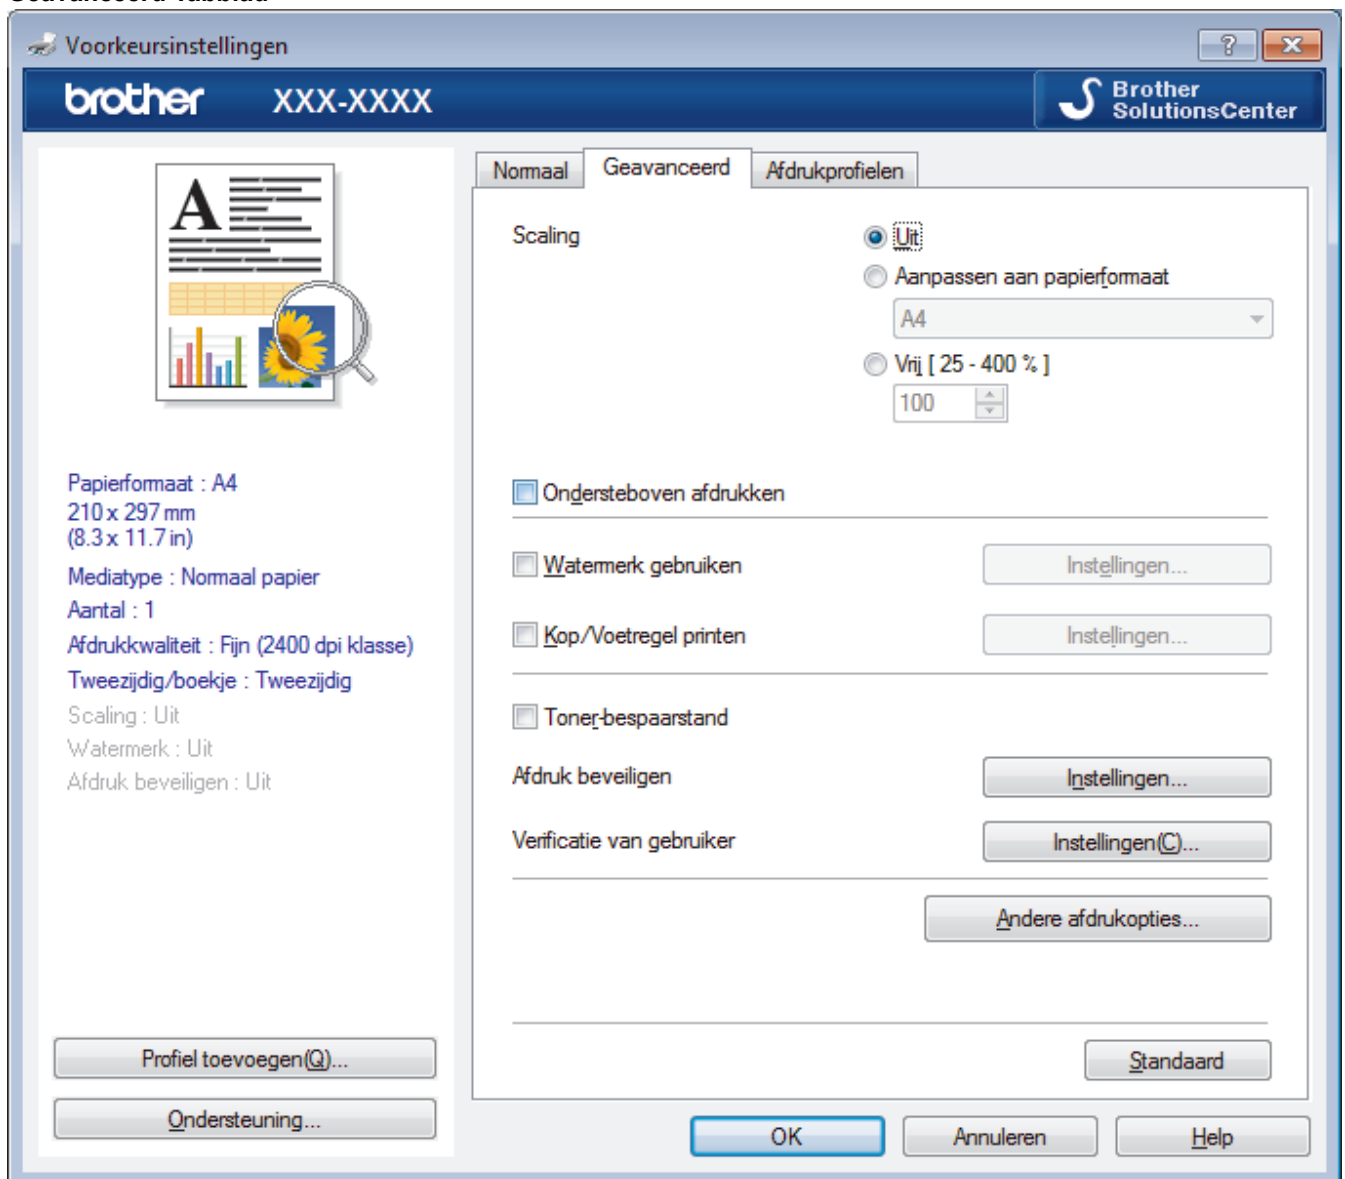 Geavanceerd Tabblad
Voorkeursinstellingen
brother XXX-XXXX
Brother
SolutionsCenter
Normaal Geavanceerd Afdrukprofielen
A
Scaling
Uit
Aanpassen aan papierformaat
A4
Vrij [ 25 - 400 % ]
100
Ondersteboven afdrukken
Watermerk gebruiken Instellingen...
Kop/Voetregel printen Instellingen...
Toner-bespaarstand
Afdruk beveiligen Instellingen...
Verificatie van gebruiker Instellingen(C)...
Andere afdrukopties...
Standaard
Papierformaat : A4
210 x 297 mm
(8.3 x 11.7 in)
Mediatype : Normaal papier
Aantal : 1
Afdrukkwaliteit : Fijn (2400 dpi klasse)
Tweezijdig/boekje : Tweezijdig
Scaling : Uit
Watermerk : Uit
Afdruk beveiligen : Uit
Profiel toevoegen(Q)...
Ondersteuning...
OK Annuleren Help